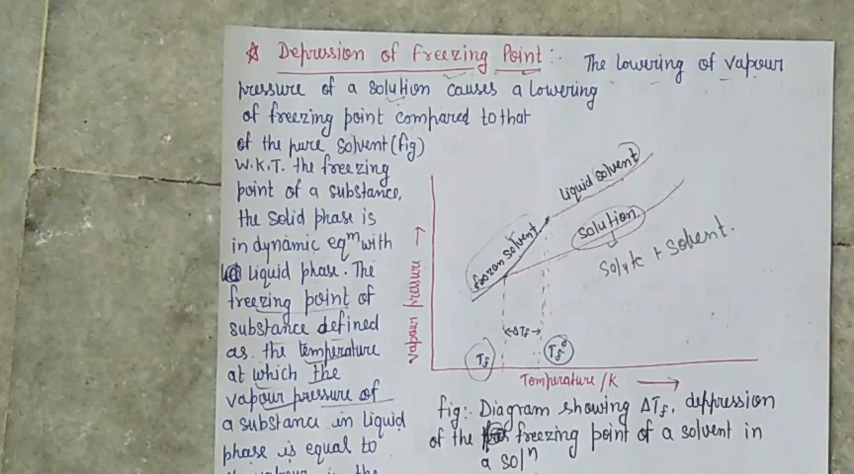 ☆ Depression of Freezing Point :- The lowering of vapour
pressure of a solution causes a lowering
of freezing point compared to that
of the pure solvent (fig)
W.K.T. the freezing
point of a substance,
the solid phase is
in dynamic eqᵐ with
liquid phase. The
freezing point of
substance defined
as the temperature
at which the
vapour pressure of
a substance in liquid
phase is equal to
Liquid solvent
frozen solvent
solution
solute + solvent.
Vapour pressure →
←ΔTf→
Tf
Tf°
Temperature /K →
fig:- Diagram showing ΔTf, deppression
of the freezing point of a solvent in
a solⁿ